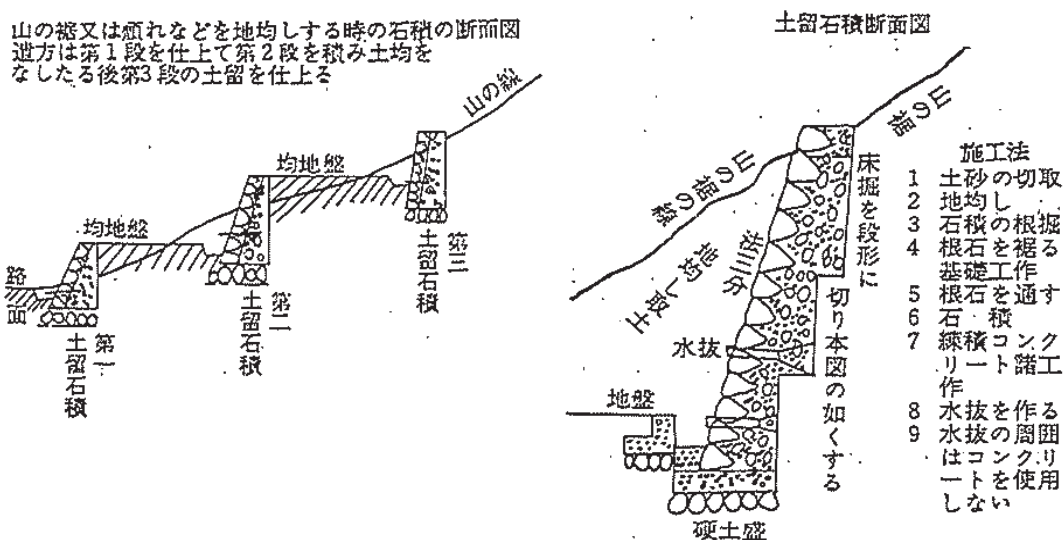 山の裾又は頽れなどを地均しする時の石積の断面図
造方は第1段を仕上て第2段を積み土均を
なしたる後第3段の土留を仕上る
山の線
均地盤
均地盤
路面
第一
土留石積
第二
土留石積
第三
土留石積
土留石積断面図
山の裾
山の裾の線
法三分
地均し取土
床掘を段形に
切り本図の如くする
水抜
地盤
硬土盛
施工法
1 土砂の切取
2 地均し
3 石積の根掘
4 根石を裾る
基礎工作
5 根石を通す
6 石 積
7 練積コンク
リート諸工
作
8 水抜を作る
9 水抜の周囲
はコンクリ
ートを使用
しない